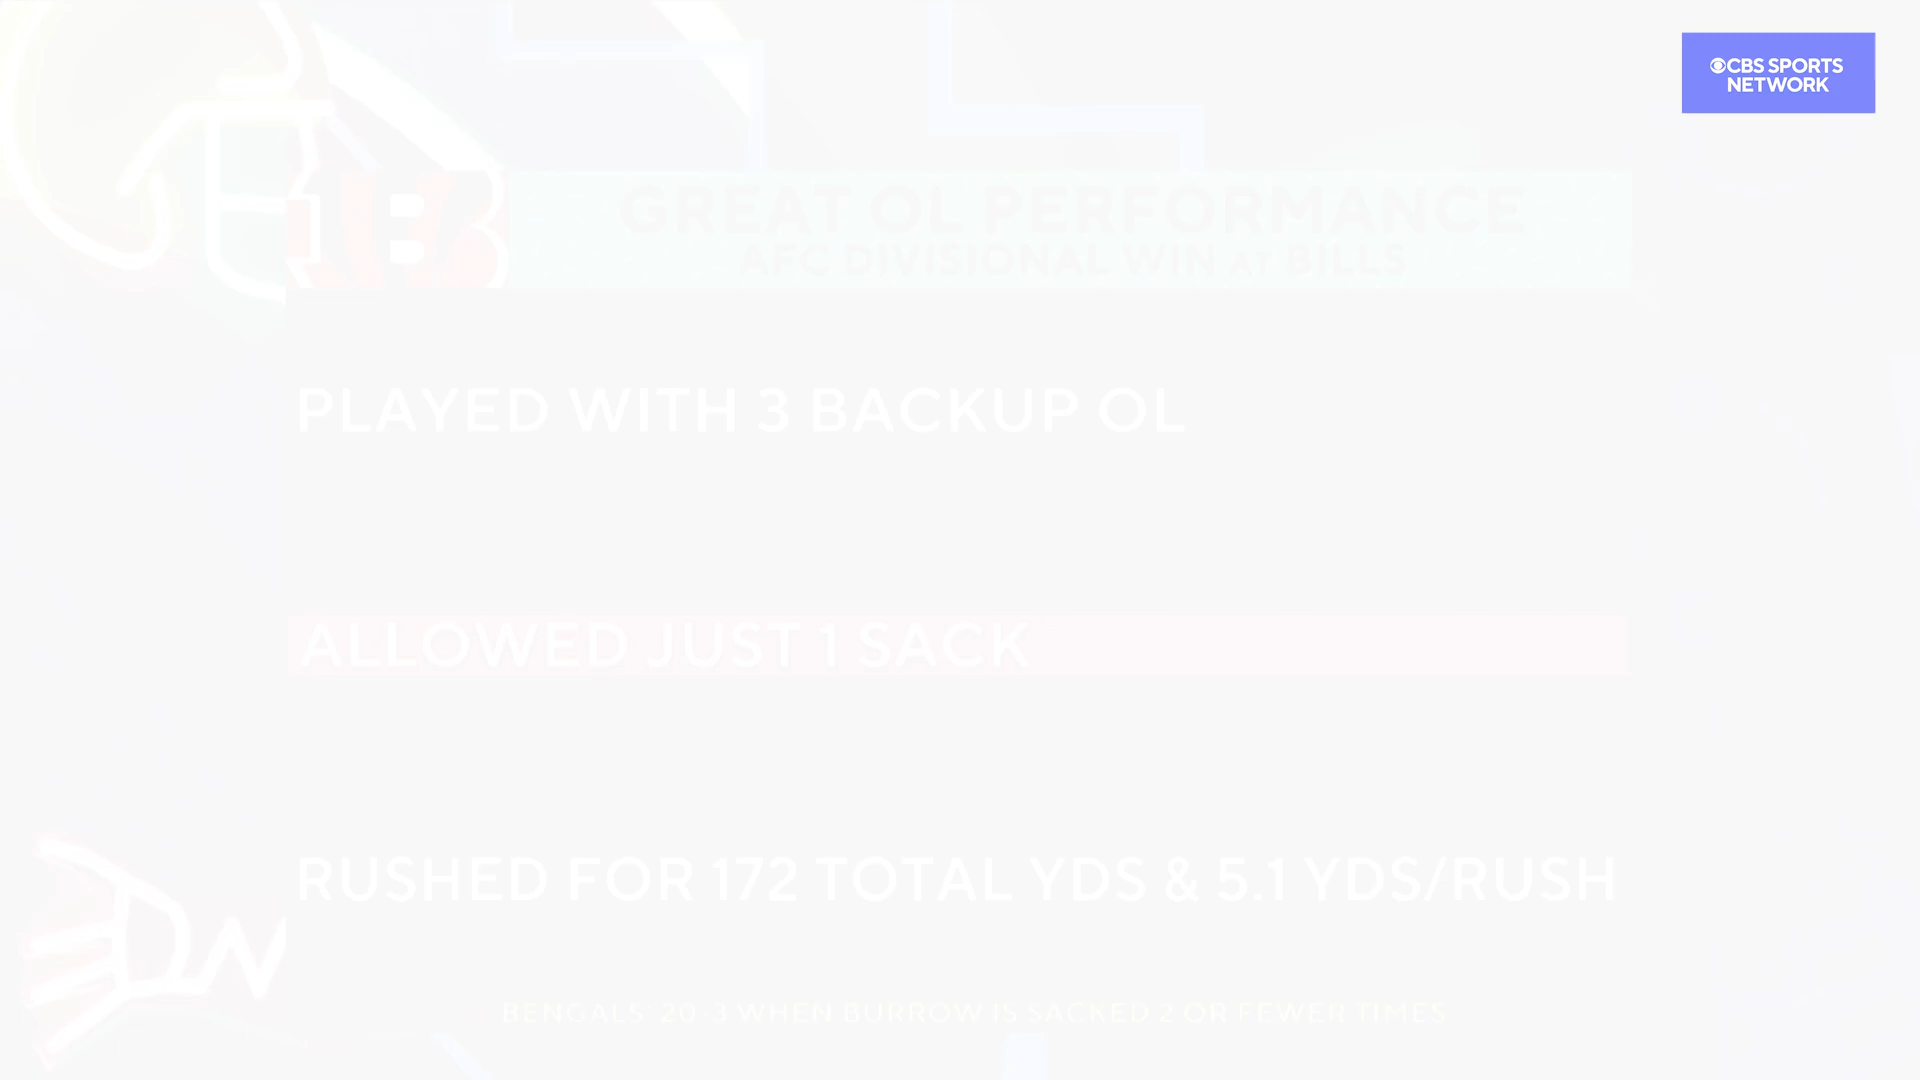 CBS SPORTS
NETWORK
GREAT OL PERFORMANCE
AFC DIVISIONAL WIN AT BILLS
PLAYED WITH 3 BACKUP OL
ALLOWED JUST 1 SACK
RUSHED FOR 172 TOTAL YDS & 5.1 YDS/RUSH
BENGALS 20-3 WHEN BURROW IS SACKED 2 OR FEWER TIMES